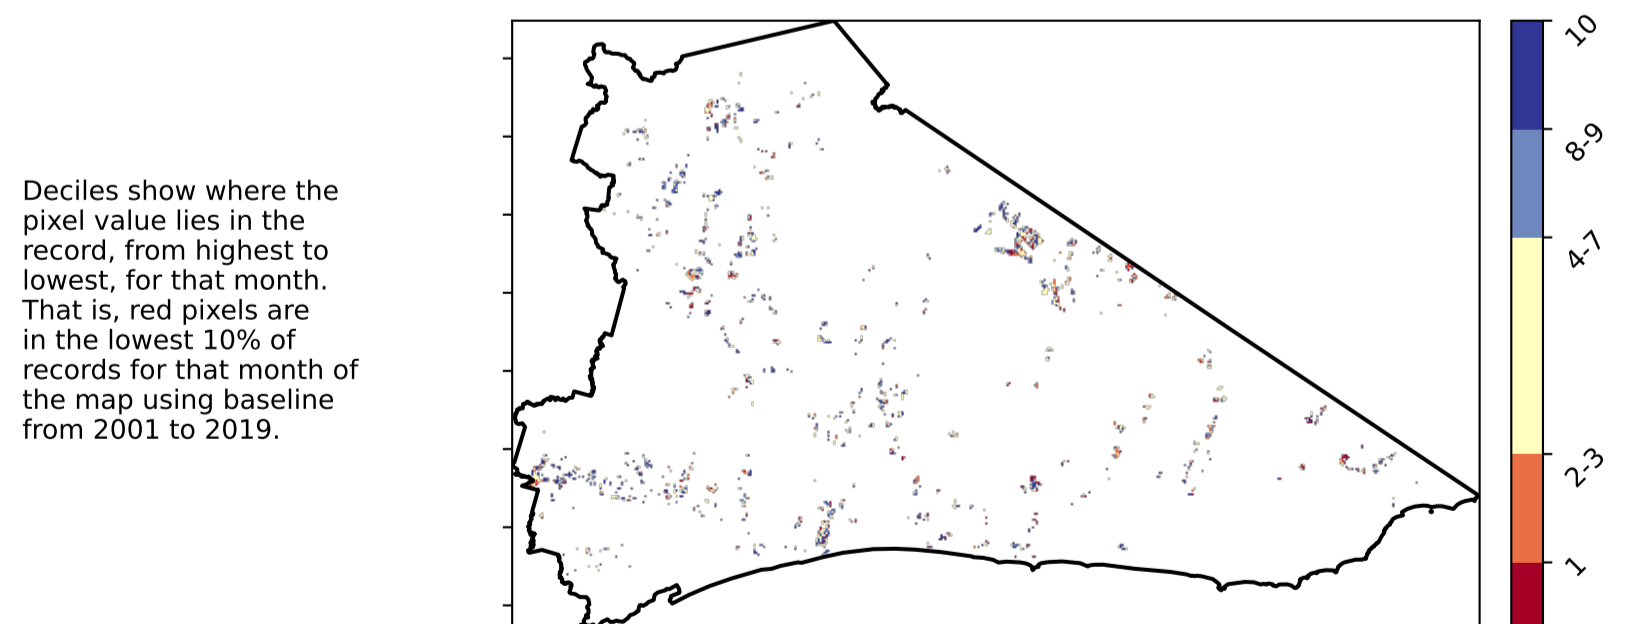 Deciles show where the
pixel value lies in the
record, from highest to
lowest, for that month.
That is, red pixels are
in the lowest 10% of
records for that month of
the map using baseline
from 2001 to 2019.
10
8-9
4-7
2-3
1